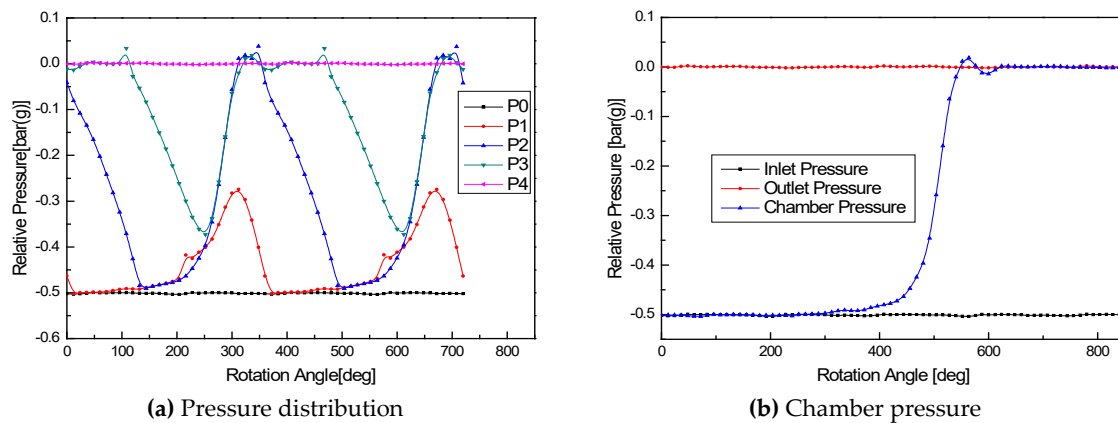 0.1
0.0
-0.1
-0.2
-0.3
-0.4
-0.5
-0.6
Relative Pressure[bar(g)]
0 100 200 300 400 500 600 700 800
Rotation Angle[deg]
P0
P1
P2
P3
P4
(a) Pressure distribution
0.1
0.0
-0.1
-0.2
-0.3
-0.4
-0.5
Relative Pressure [bar(g)]
0 200 400 600 800
Rotation Angle [deg]
Inlet Pressure
Outlet Pressure
Chamber Pressure
(b) Chamber pressure